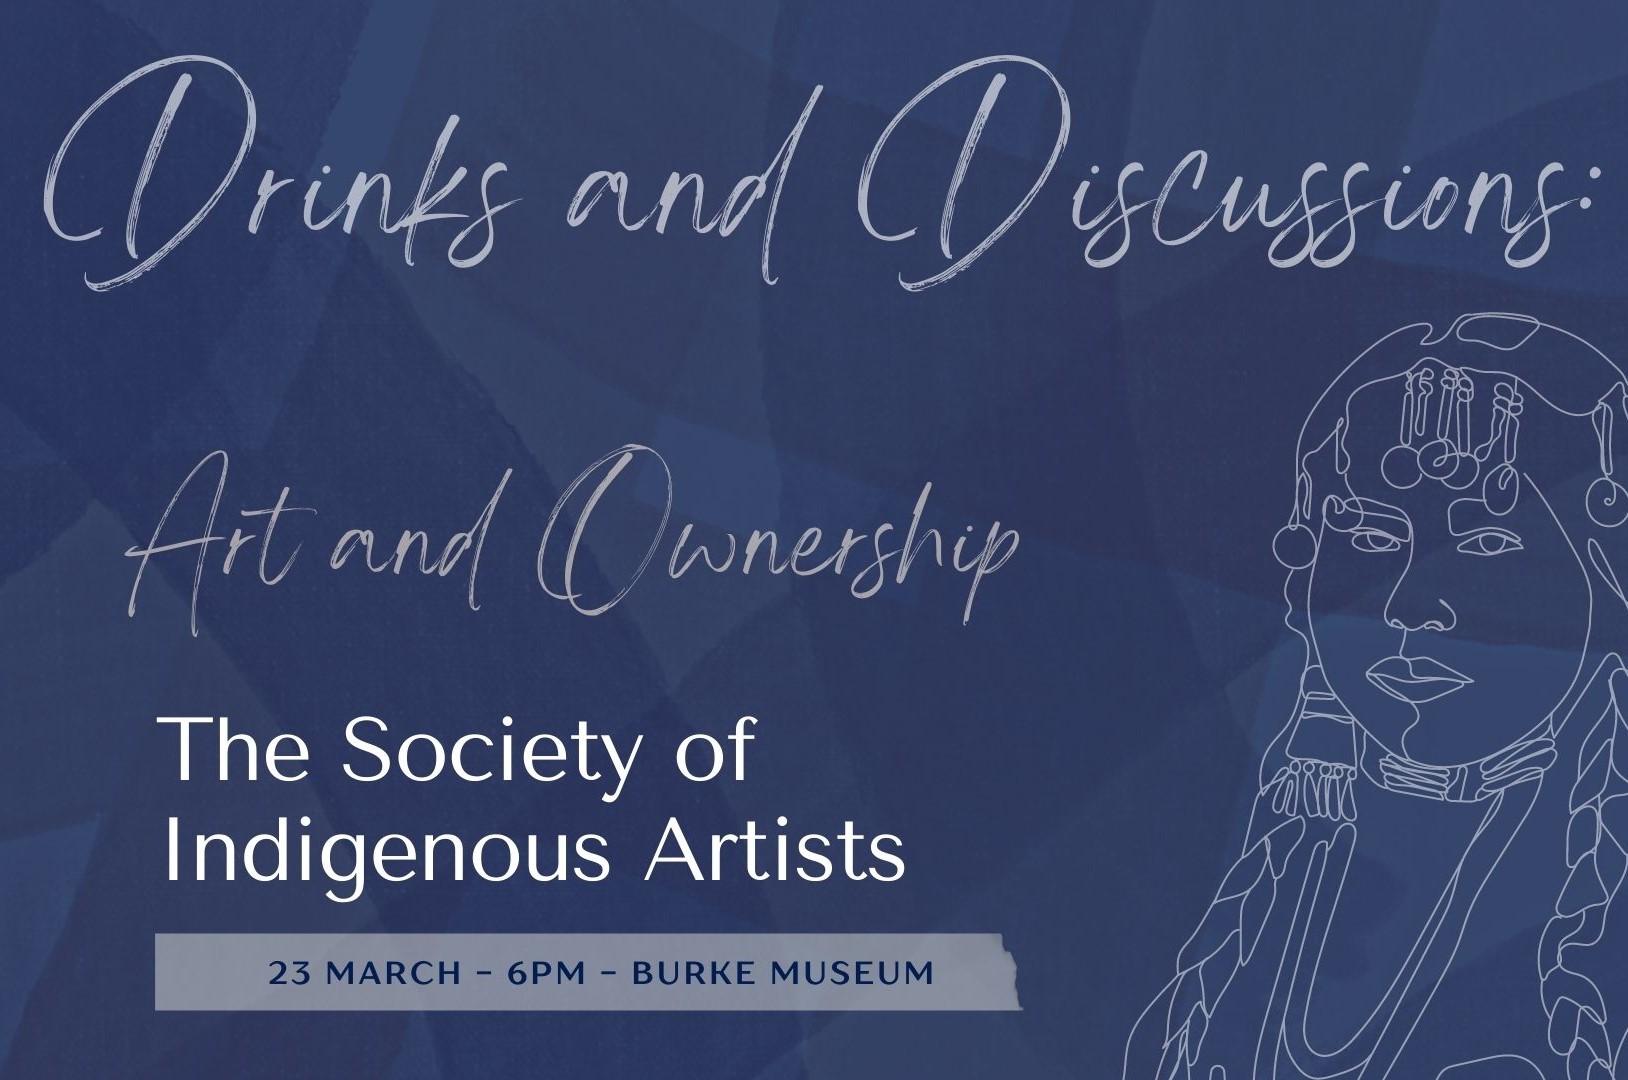 Drinks and Discussions:
Art and Ownership
The Society of
Indigenous Artists
23 MARCH – 6PM – BURKE MUSEUM